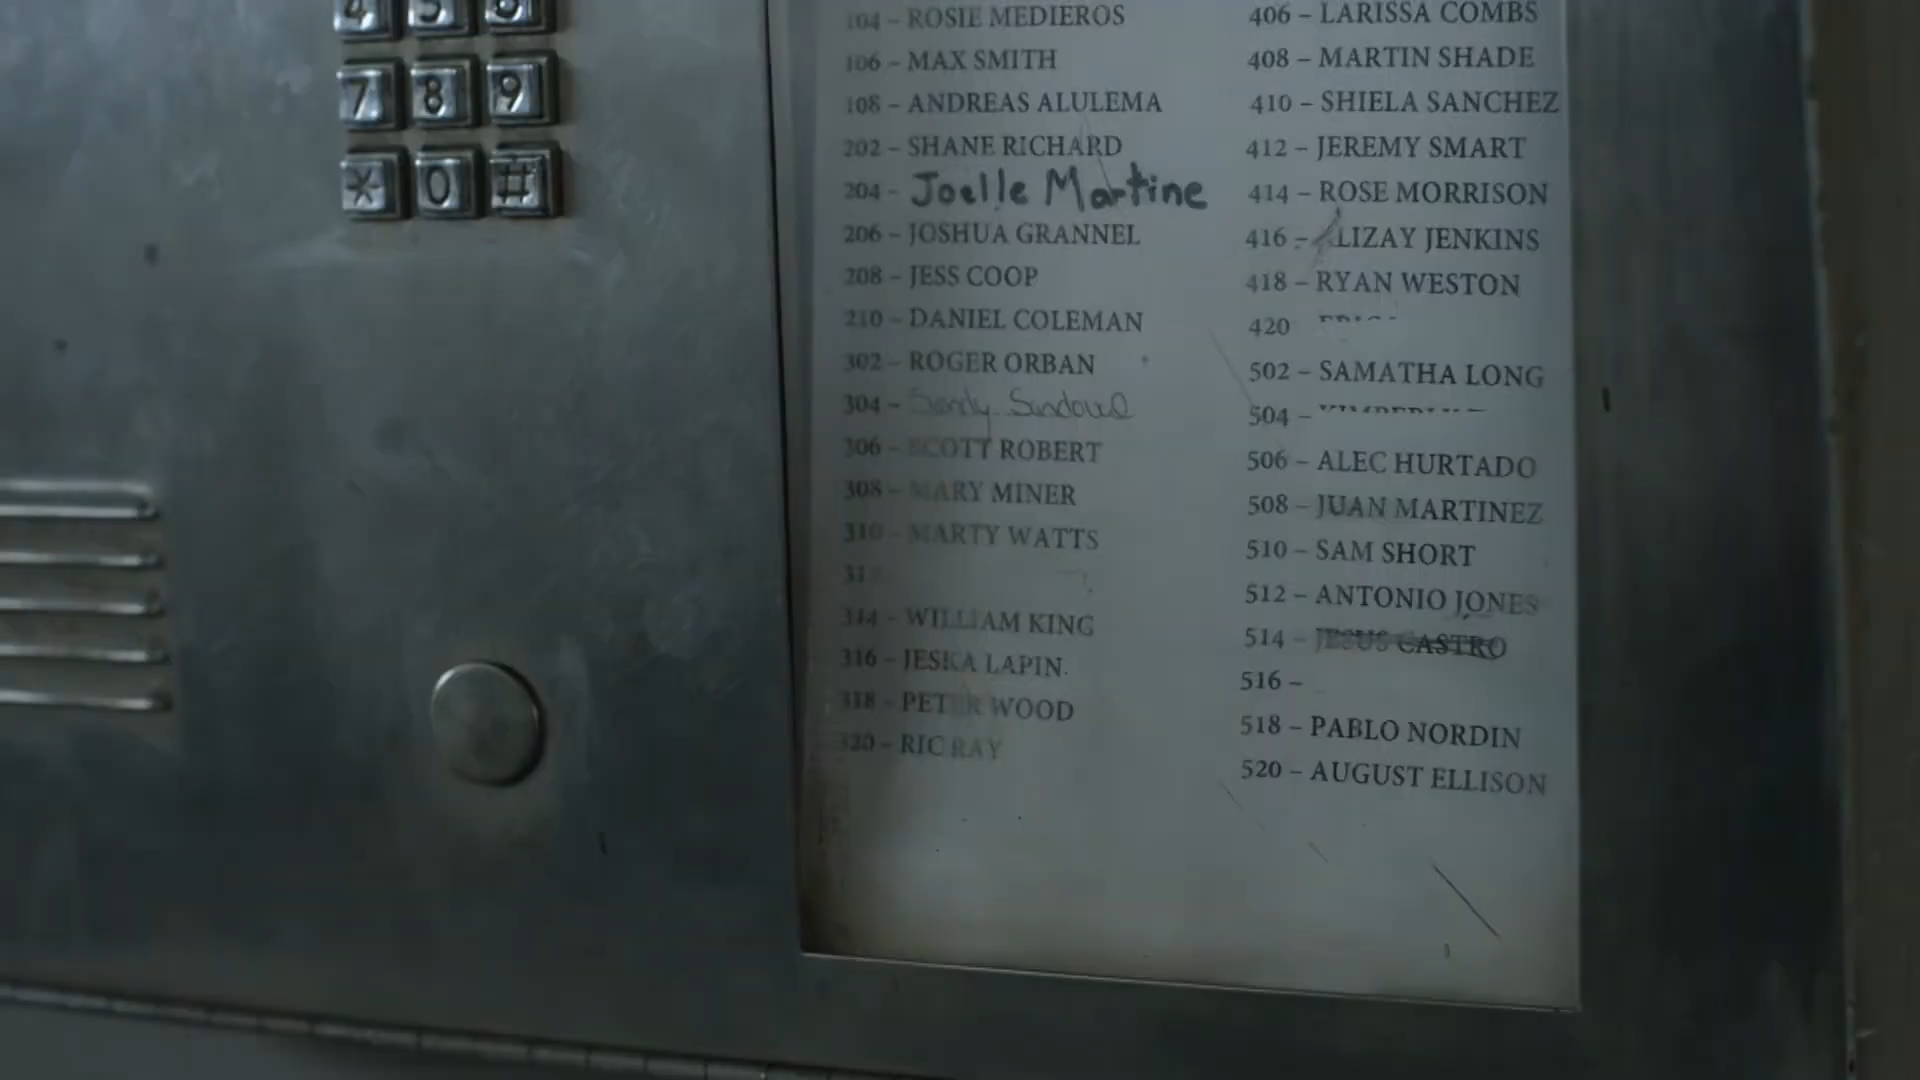 4 5 6
7 8 9
* 0 #
104 - ROSIE MEDIEROS
106 - MAX SMITH
108 - ANDREAS ALULEMA
202 - SHANE RICHARD
204 - Joelle Martine
206 - JOSHUA GRANNEL
208 - JESS COOP
210 - DANIEL COLEMAN
302 - ROGER ORBAN
304 - Sandy
306 - SCOTT ROBERT
308 - MARY MINER
310 - MARTY WATTS
314 - WILLIAM KING
316 - JESKA LAPIN
318 - PETER WOOD
320 - RIC RAY
406 - LARISSA COMBS
408 - MARTIN SHADE
410 - SHIELA SANCHEZ
412 - JEREMY SMART
414 - ROSE MORRISON
416 - LIZAY JENKINS
418 - RYAN WESTON
420
502 - SAMATHA LONG
504 -
506 - ALEC HURTADO
508 - JUAN MARTINEZ
510 - SAM SHORT
512 - ANTONIO JONES
514 - JESUS CASTRO
516 -
518 - PABLO NORDIN
520 - AUGUST ELLISON